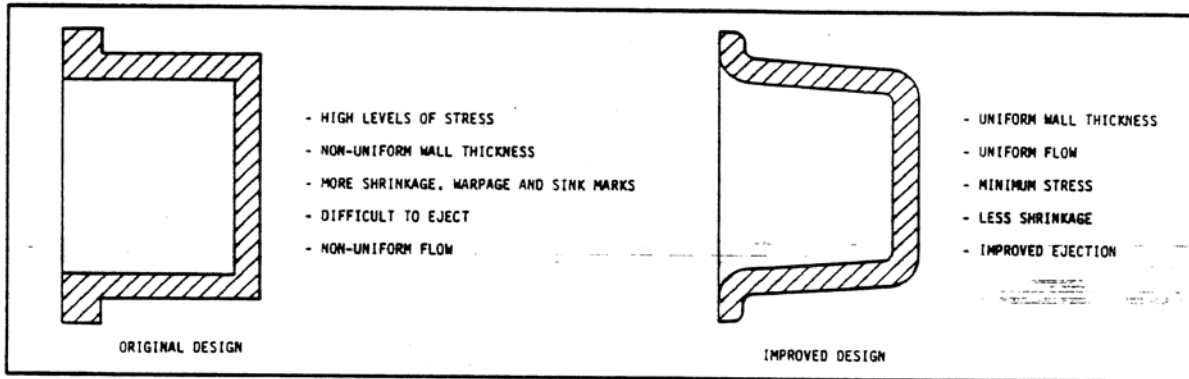 - HIGH LEVELS OF STRESS
- NON-UNIFORM WALL THICKNESS
- MORE SHRINKAGE, WARPAGE AND SINK MARKS
- DIFFICULT TO EJECT
- NON-UNIFORM FLOW
ORIGINAL DESIGN
- UNIFORM WALL THICKNESS
- UNIFORM FLOW
- MINIMUM STRESS
- LESS SHRINKAGE
- IMPROVED EJECTION
IMPROVED DESIGN